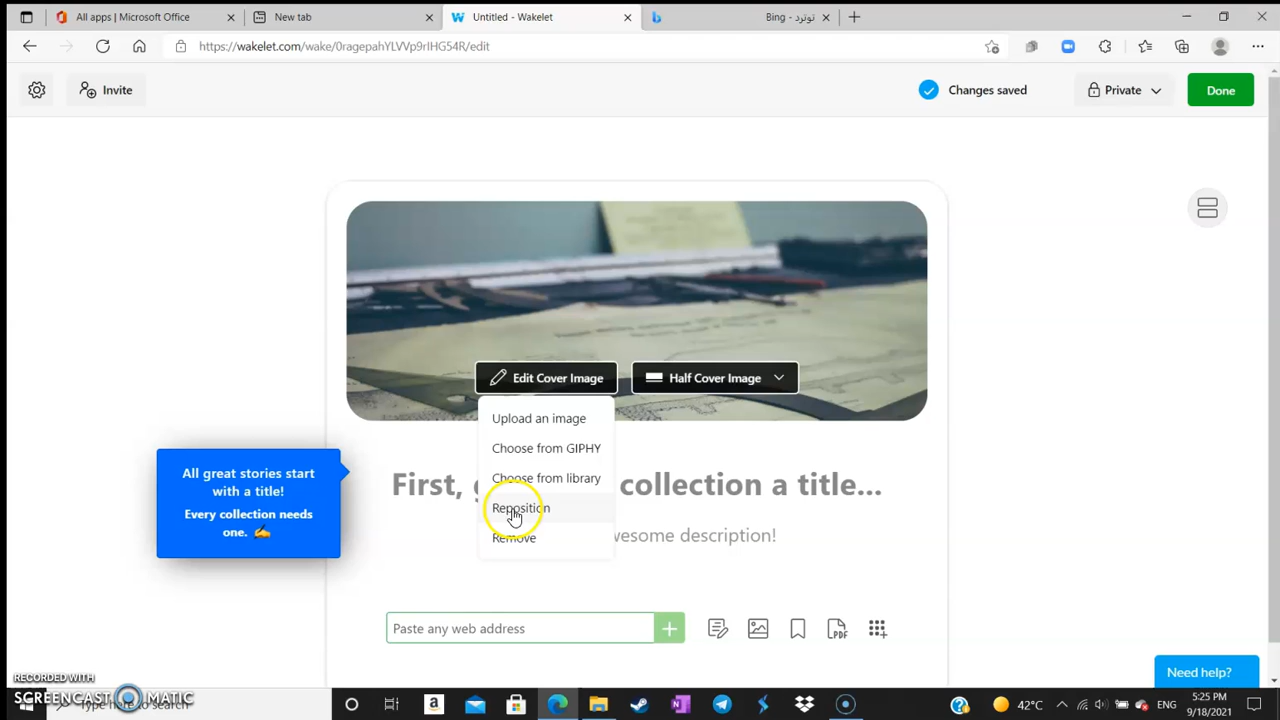 All apps | Microsoft Office
New tab
Untitled - Wakelet
Bing - تونرد
https://wakelet.com/wake/0ragepahYLVVp9rIHG54R/edit
Invite
Changes saved
Private
Done
Edit Cover Image
Half Cover Image
Upload an image
Choose from GIPHY
Choose from library
Reposition
Remove
All great stories start
with a title!
Every collection needs
one. ✍️
First, g collection a title...
wesome description!
Paste any web address
PDF
Need help?
RECORDED WITH
SCREENCAST MATIC
Type here to search
42°C
ENG
5:25 PM
9/18/2021